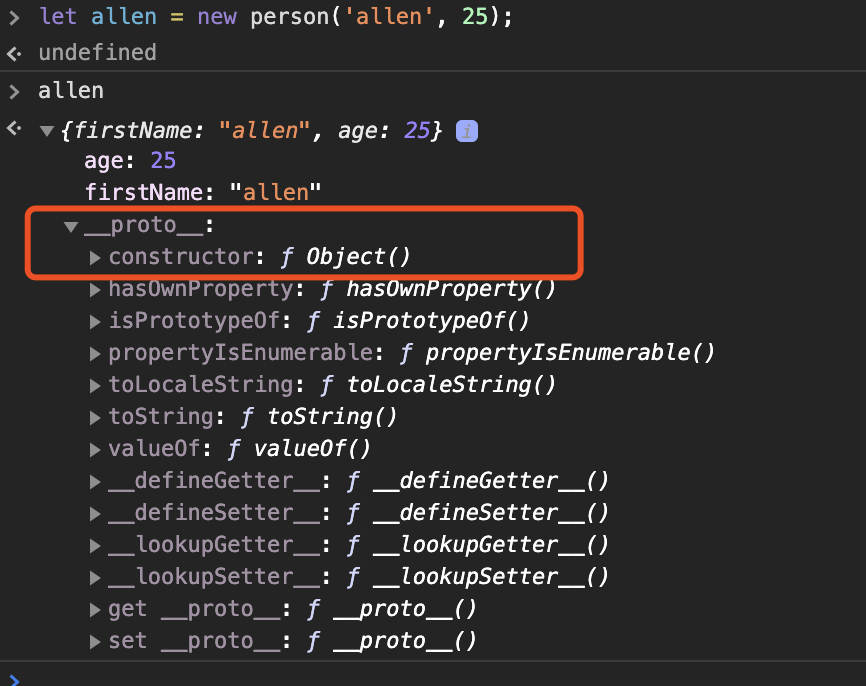 > let allen = new person('allen', 25);
undefined
> allen
{firstName: "allen", age: 25} i
age: 25
firstName: "allen"
__proto__:
constructor: ƒ Object()
hasOwnProperty: ƒ hasOwnProperty()
isPrototypeOf: ƒ isPrototypeOf()
propertyIsEnumerable: ƒ propertyIsEnumerable()
toLocaleString: ƒ toLocaleString()
toString: ƒ toString()
valueOf: ƒ valueOf()
__defineGetter__: ƒ __defineGetter__()
__defineSetter__: ƒ __defineSetter__()
__lookupGetter__: ƒ __lookupGetter__()
__lookupSetter__: ƒ __lookupSetter__()
get __proto__: ƒ __proto__()
set __proto__: ƒ __proto__()
>